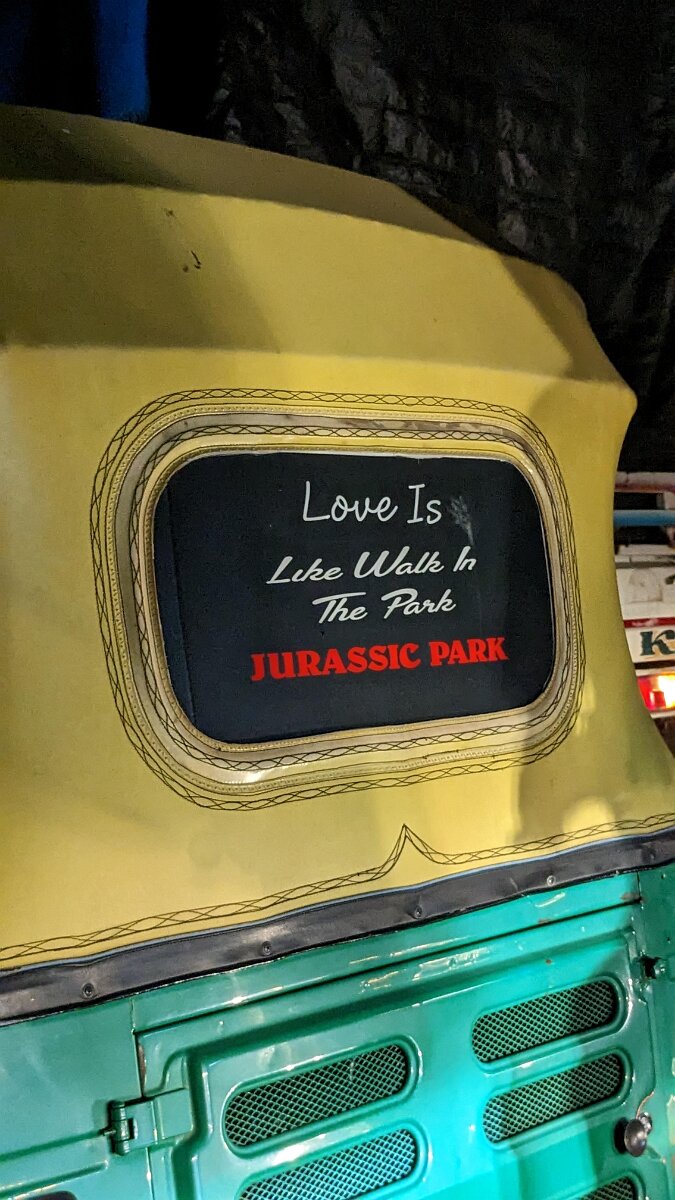 Love Is
Like Walk In
The Park
JURASSIC PARK
K